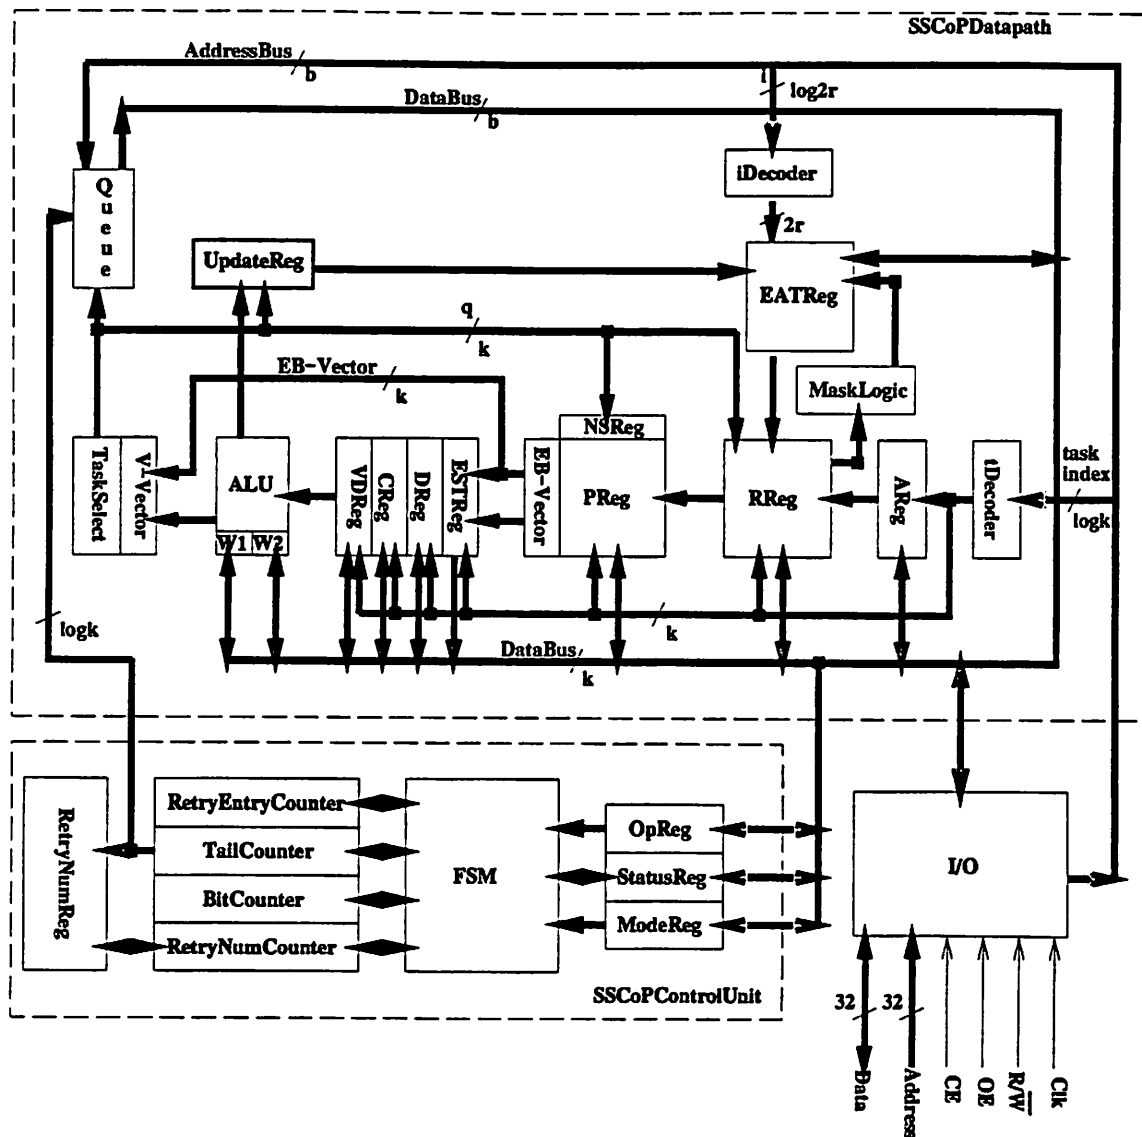 SSCoPDatapath
AddressBus
b
i
log2r
DataBus
b
iDecoder
Queue
2r
UpdateReg
EATReg
q
k
EB-Vector
k
MaskLogic
NSReg
TaskSelect
V-Vector
ALU
W1 W2
VDReg
CReg
DReg
ESTReg
EB-Vector
PReg
RReg
AReg
tDecoder
task
index
logk
logk
k
DataBus
k
RetryNumReg
RetryEntryCounter
TailCounter
BitCounter
RetryNumCounter
FSM
OpReg
StatusReg
ModeReg
I/O
SSCoPControlUnit
32
32
Data
Address
CE
OE
R/W̅
Clk